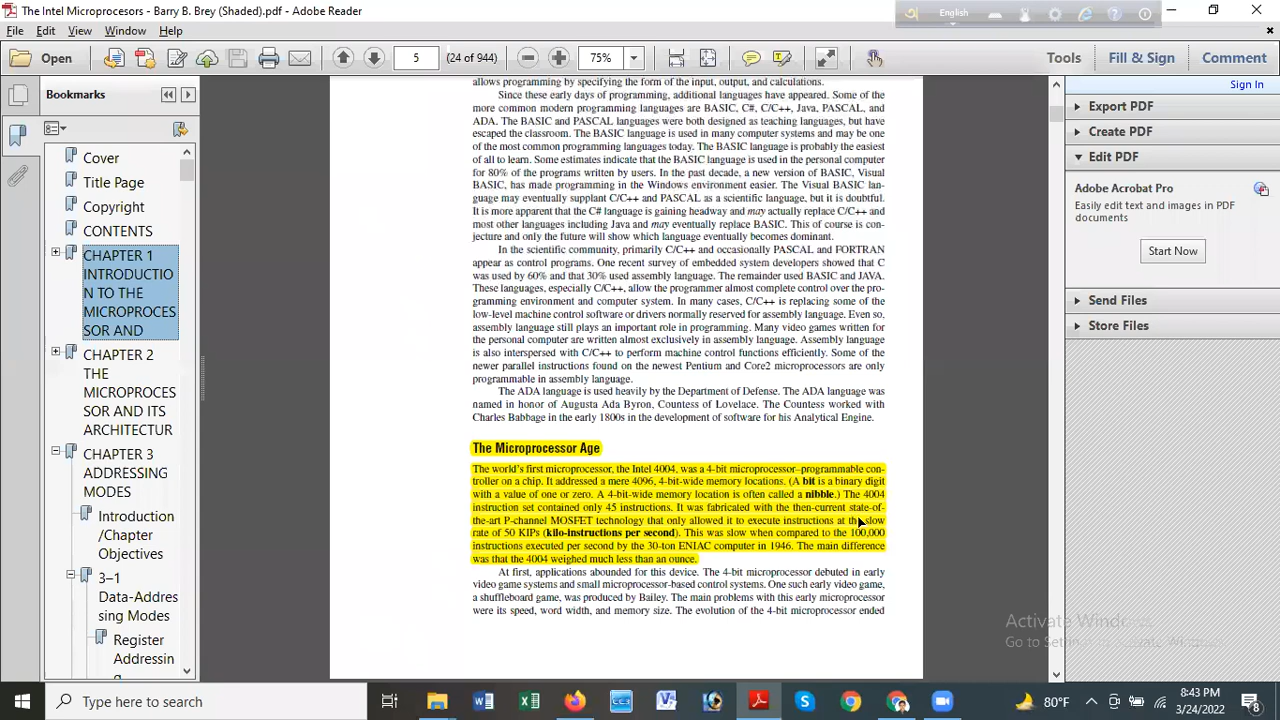 The Intel Microprocesors - Barry B. Brey (Shaded).pdf - Adobe Reader
English
File Edit View Window Help
Open
5
(24 of 944)
75%
Tools
Fill & Sign
Comment
Bookmarks
Cover
Title Page
Copyright
CONTENTS
CHAPTER 1
INTRODUCTIO
N TO THE
MICROPROCES
SOR AND
CHAPTER 2
THE
MICROPROCES
SOR AND ITS
ARCHITECTUR
CHAPTER 3
ADDRESSING
MODES
Introduction
/Chapter
Objectives
3–1
Data-Addres
sing Modes
Register
Addressin
g
allows programming by specifying the form of the input, output, and calculations.
Since these early days of programming, additional languages have appeared. Some of the
more common modern programming languages are BASIC, C#, C/C++, Java, PASCAL, and
ADA. The BASIC and PASCAL languages were both designed as teaching languages, but have
escaped the classroom. The BASIC language is used in many computer systems and may be one
of the most common programming languages today. The BASIC language is probably the easiest
of all to learn. Some estimates indicate that the BASIC language is used in the personal computer
for 80% of the programs written by users. In the past decade, a new version of BASIC, Visual
BASIC, has made programming in the Windows environment easier. The Visual BASIC lan-
guage may eventually supplant C/C++ and PASCAL as a scientific language, but it is doubtful.
It is more apparent that the C# language is gaining headway and may actually replace C/C++ and
most other languages including Java and may eventually replace BASIC. This of course is con-
jecture and only the future will show which language eventually becomes dominant.
In the scientific community, primarily C/C++ and occasionally PASCAL and FORTRAN
appear as control programs. One recent survey of embedded system developers showed that C
was used by 60% and that 30% used assembly language. The remainder used BASIC and JAVA.
These languages, especially C/C++, allow the programmer almost complete control over the pro-
gramming environment and computer system. In many cases, C/C++ is replacing some of the
low-level machine control software or drivers normally reserved for assembly language. Even so,
assembly language still plays an important role in programming. Many video games written for
the personal computer are written almost exclusively in assembly language. Assembly language
is also interspersed with C/C++ to perform machine control functions efficiently. Some of the
newer parallel instructions found on the newest Pentium and Core2 microprocessors are only
programmable in assembly language.
The ADA language is used heavily by the Department of Defense. The ADA language was
named in honor of Augusta Ada Byron, Countess of Lovelace. The Countess worked with
Charles Babbage in the early 1800s in the development of software for his Analytical Engine.
The Microprocessor Age
The world's first microprocessor, the Intel 4004, was a 4-bit microprocessor–programmable con-
troller on a chip. It addressed a mere 4096, 4-bit-wide memory locations. (A bit is a binary digit
with a value of one or zero. A 4-bit-wide memory location is often called a nibble.) The 4004
instruction set contained only 45 instructions. It was fabricated with the then-current state-of-
the-art P-channel MOSFET technology that only allowed it to execute instructions at the slow
rate of 50 KIPs (kilo-instructions per second). This was slow when compared to the 100,000
instructions executed per second by the 30-ton ENIAC computer in 1946. The main difference
was that the 4004 weighed much less than an ounce.
At first, applications abounded for this device. The 4-bit microprocessor debuted in early
video game systems and small microprocessor-based control systems. One such early video game,
a shuffleboard game, was produced by Bailey. The main problems with this early microprocessor
were its speed, word width, and memory size. The evolution of the 4-bit microprocessor ended
Sign In
Export PDF
Create PDF
Edit PDF
Adobe Acrobat Pro
Easily edit text and images in PDF
documents
Start Now
Send Files
Store Files
Activate Windows
Go to Settings to activate Windows.
Type here to search
80°F
8:43 PM
3/24/2022
8